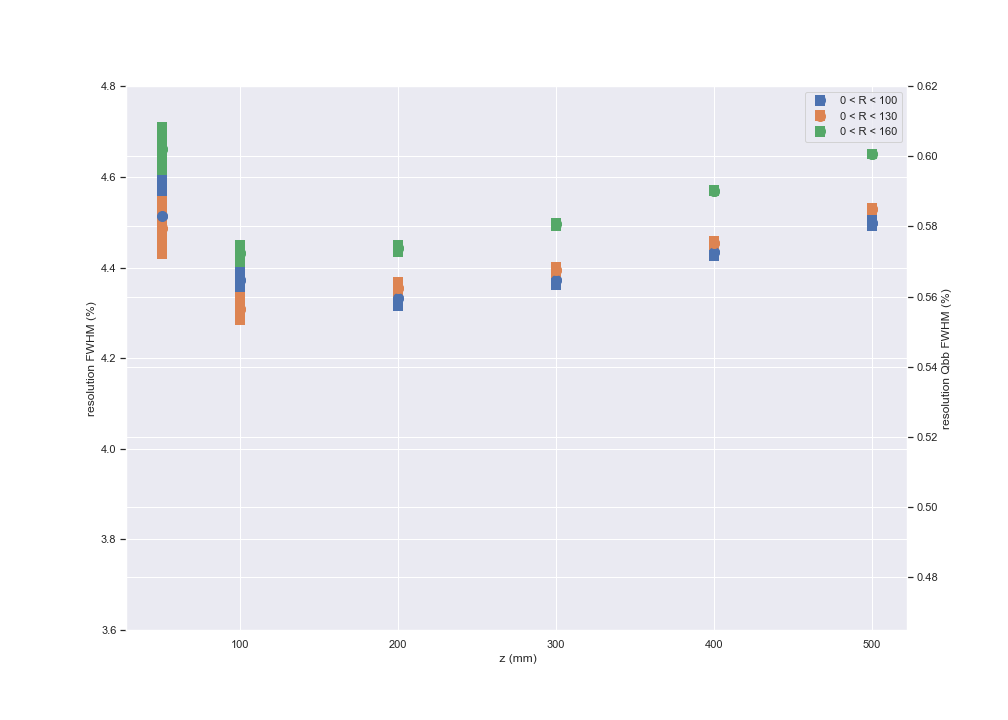 4.8
4.6
4.4
4.2
4.0
3.8
3.6
resolution FWHM (%)
0 < R < 100
0 < R < 130
0 < R < 160
0.62
0.60
0.58
0.56
0.54
0.52
0.50
0.48
resolution Qbb FWHM (%)
100 200 300 400 500
z (mm)